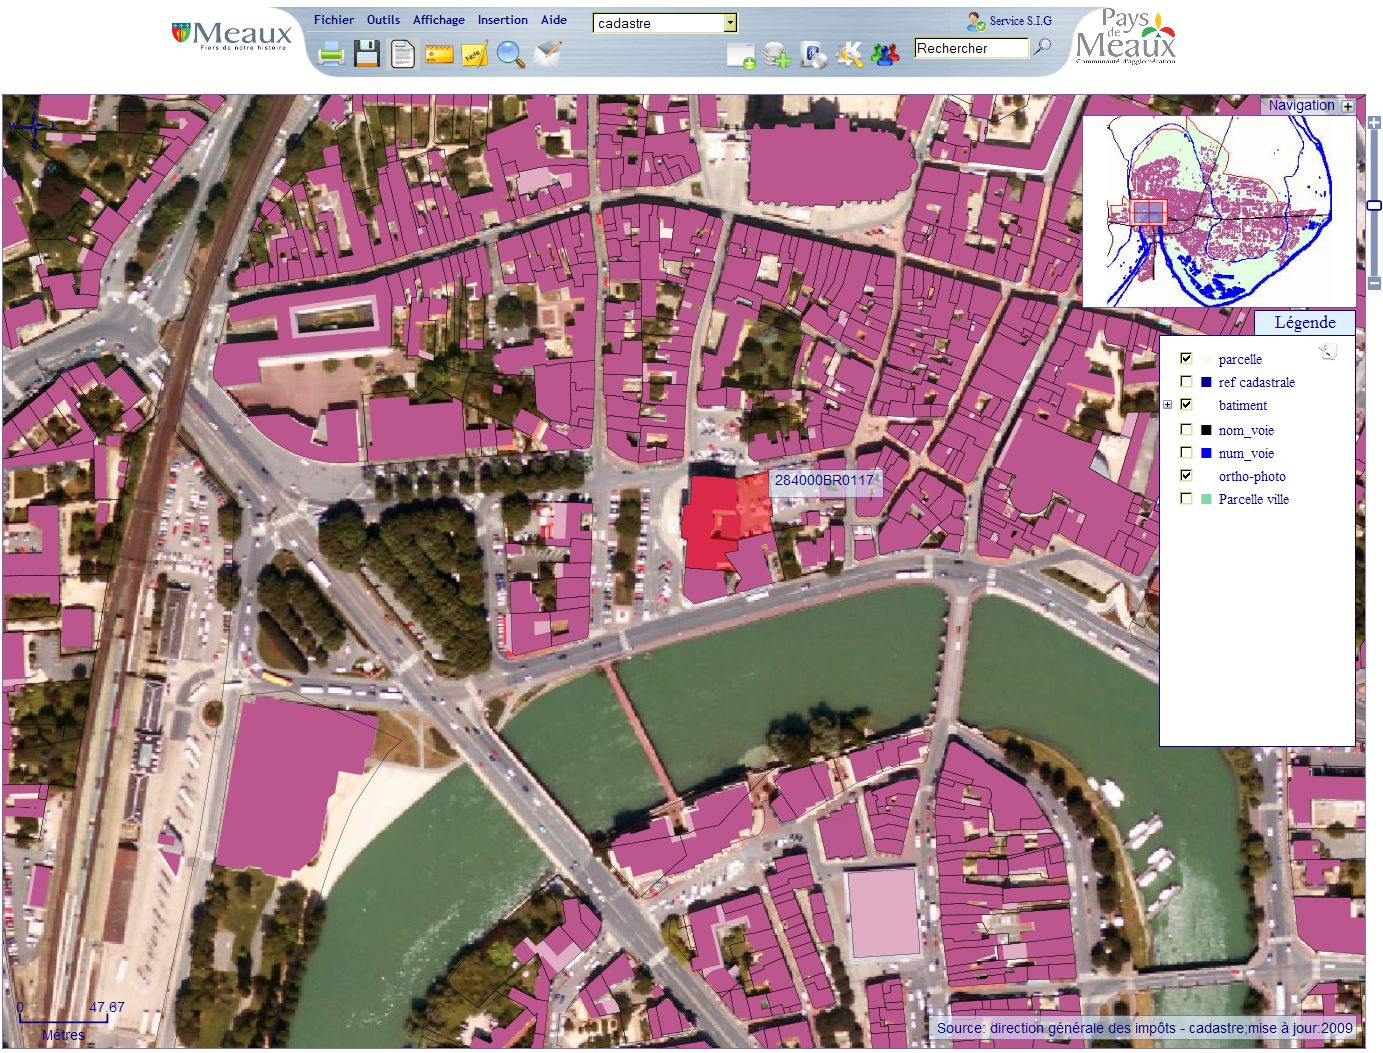 Meaux
Fiers de notre histoire
Fichier Outils Affichage Insertion Aide
cadastre
Service S.I.G
Rechercher
Note
Pays
de
Meaux
Communauté d'agglomération
Navigation
Légende
parcelle
ref cadastrale
batiment
nom_voie
num_voie
ortho-photo
Parcelle ville
284000BR0117
0 47.67
Mètres
Source: direction générale des impôts - cadastre;mise à jour:2009